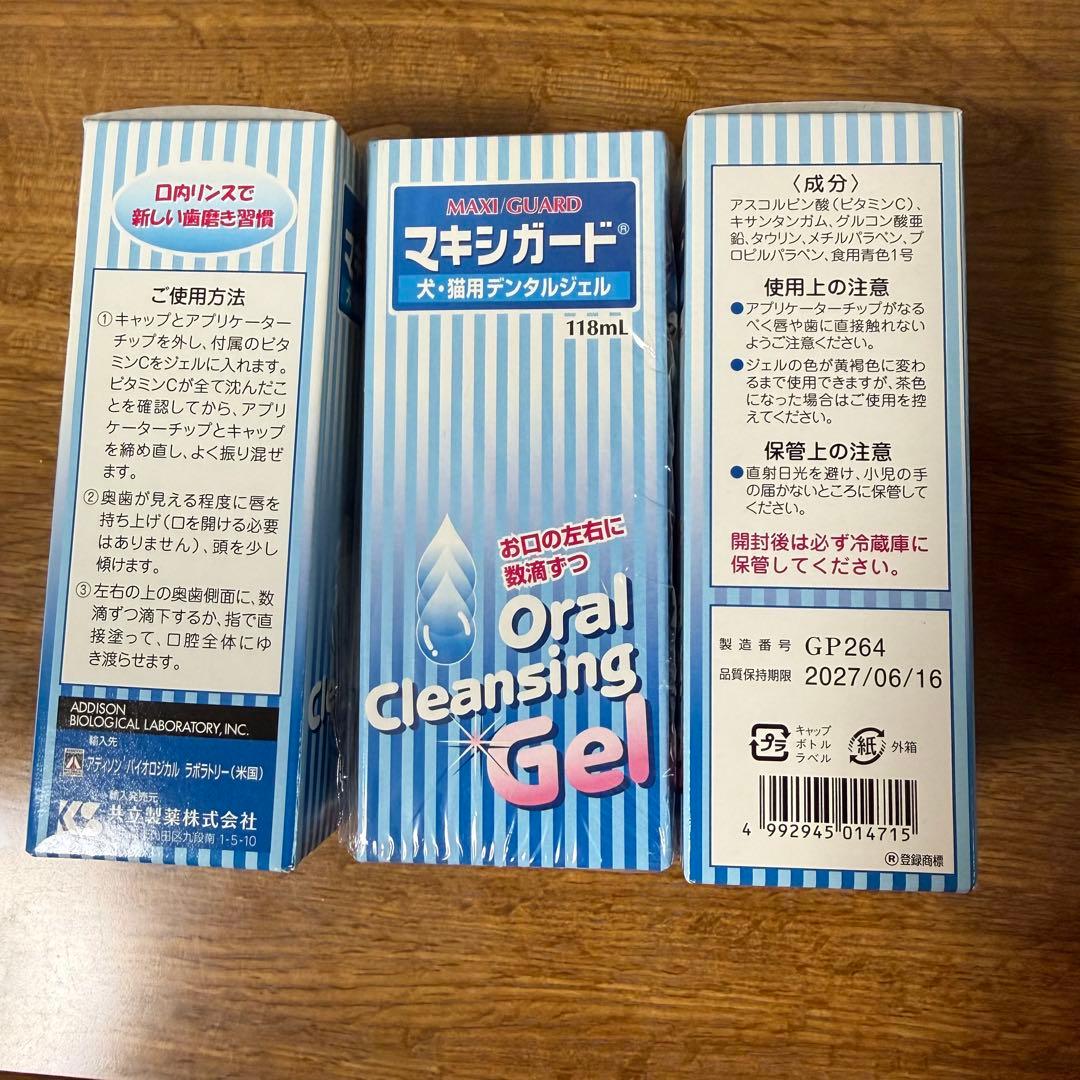 口内リンスで
新しい歯磨き習慣
ご使用方法
①キャップとアプリケーター
チップを外し、付属のビタ
ミンCをジェルに入れます。
ビタミンCが全て沈んだこ
とを確認してから、アプリ
ケーターチップとキャップ
を締め直し、よく振り混ぜ
ます。
②奥歯が見える程度に唇を
持ち上げ(口を開ける必要
はありません)、頭を少し
傾けます。
③左右の上の奥歯側面に、数
滴ずつ滴下するか、指で直
接塗って、口腔全体にゆ
き渡らせます。
ADDISON
BIOLOGICAL LABORATORY, INC.
輸入先
アディソン バイオロジカル ラボラトリー(米国)
輸入発売元
共立製薬株式会社
田区九段南 1-5-10
MAXI/GUARD
マキシガード®
犬・猫用デンタルジェル
118mL
お口の左右に
数滴ずつ
Oral
Cleansing
Gel
〈成分〉
アスコルビン酸(ビタミンC)、
キサンタンガム、グルコン酸亜
鉛、タウリン、メチルパラベン、プ
ロピルパラベン、食用青色1号
使用上の注意
●アプリケーターチップがなる
べく唇や歯に直接触れない
ようご注意ください。
●ジェルの色が黄褐色に変わ
るまで使用できますが、茶色
になった場合はご使用を控
えてください。
保管上の注意
●直射日光を避け、小児の手
の届かないところに保管して
ください。
開封後は必ず冷蔵庫に
保管してください。
製造番号 GP264
品質保持期限 2027/06/16
プラ キャップ
ボトル
ラベル
紙 外箱
4 992945 014715
®登録商標